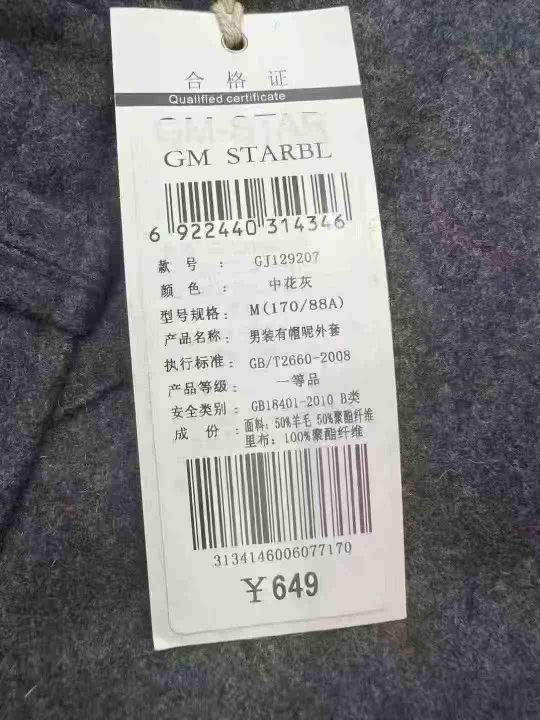 合 格 证
Qualified certificate
GM-STAR
GM STARBL
6 922440 314346
款 号 : GJ129207
颜 色 : 中花灰
型号规格: M(170/88A)
产品名称: 男装有帽呢外套
执行标准: GB/T2660-2008
产品等级: 一等品
安全类别: GB18401-2010 B类
成 份 : 面料: 50%羊毛 50%聚酯纤维
里布: 100%聚酯纤维
3134146006077170
¥649